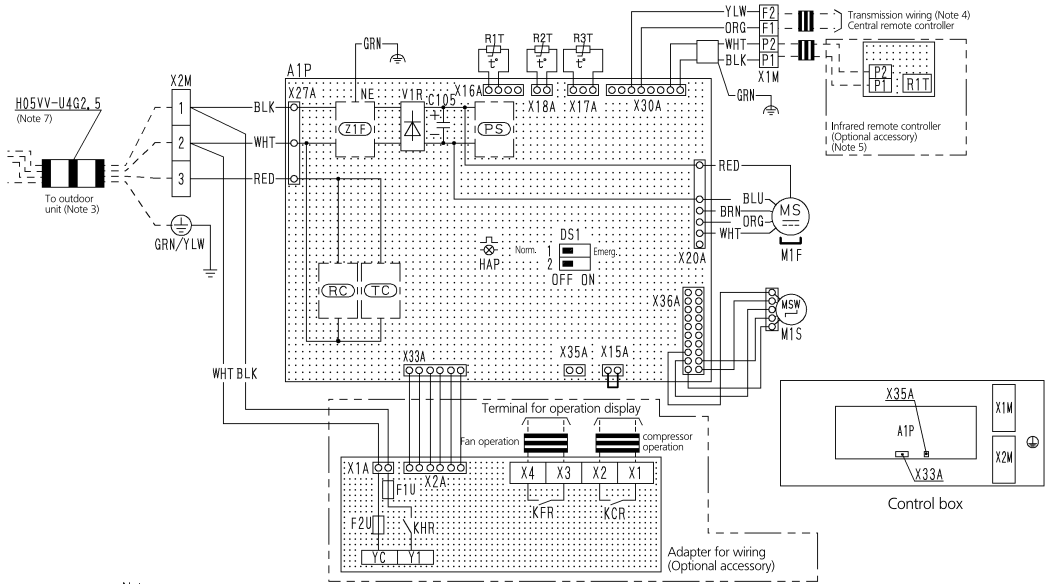 YLW F2
ORG F1
WHT P2
BLK P1
X1M
GRN
Transmission wiring (Note 4)
Central remote controller
P2
P1
R1T
Infrared remote controller
(Optional accessory)
(Note 5)
GRN
R1T
t°
R2T
t°
R3T
t°
X16A
X18A
X17A
X30A
A1P
X27A
NE
V1R
C105
+
−
Z1F
PS
X2M
1
2
3
BLK
WHT
RED
H05VV-U4G2,5
(Note 7)
To outdoor
unit (Note 3)
GRN/YLW
RED
BLU
BRN
ORG
WHT
MS
M1F
X20A
HAP
Norm.
DS1
1
2
Emerg.
OFF ON
RC
TC
X36A
MSW
M1S
X33A
X35A
X15A
WHT BLK
Terminal for operation display
Fan operation
compressor
operation
X1A
X2A
F1U
F2U
KHR
YC
Y1
X4
X3
X2
X1
KFR
KCR
Adapter for wiring
(Optional accessory)
X35A
A1P
X33A
X1M
X2M
Control box